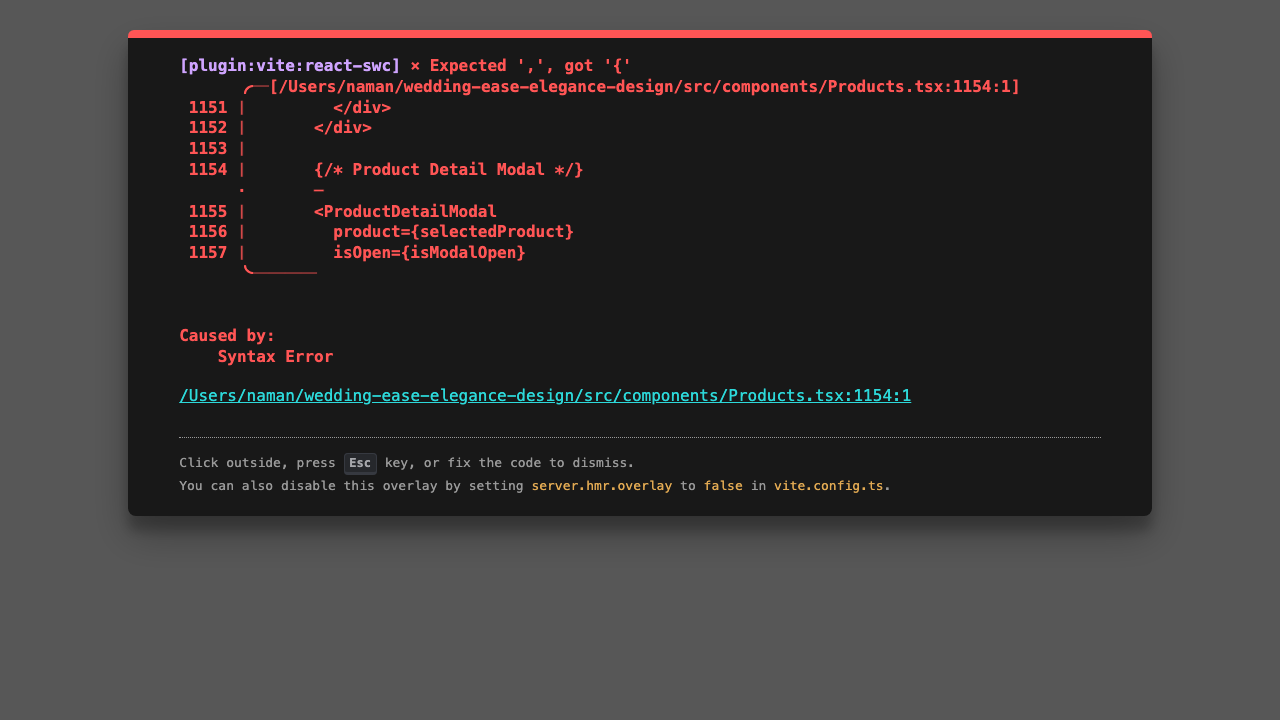 [plugin:vite:react-swc] × Expected ',', got '{'
╭─[/Users/naman/wedding-ease-elegance-design/src/components/Products.tsx:1154:1]
1151 │         </div>
1152 │       </div>
1153 │
1154 │       {/* Product Detail Modal */}
·       ─
1155 │       <ProductDetailModal
1156 │         product={selectedProduct}
1157 │         isOpen={isModalOpen}
╰────
Caused by:
Syntax Error
/Users/naman/wedding-ease-elegance-design/src/components/Products.tsx:1154:1
Click outside, press Esc key, or fix the code to dismiss.
You can also disable this overlay by setting server.hmr.overlay to false in vite.config.ts.